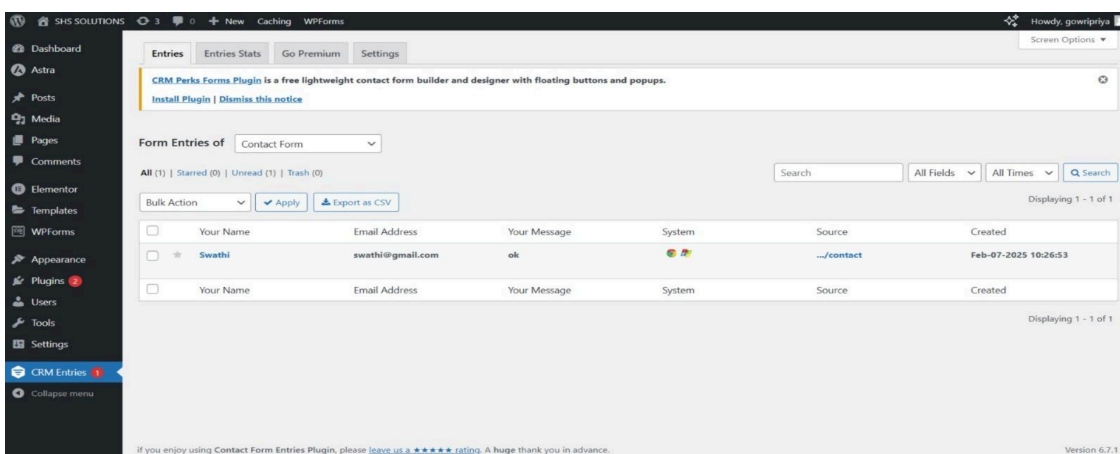 SHS SOLUTIONS 3 0 + New Caching WPForms Howdy, gowripriya
Screen Options ▼
Dashboard
Astra
Posts
Media
Pages
Comments
Elementor
Templates
WPForms
Appearance
Plugins 2
Users
Tools
Settings
CRM Entries 1
Collapse menu
Entries Entries Stats Go Premium Settings
CRM Perks Forms Plugin is a free lightweight contact form builder and designer with floating buttons and popups.
Install Plugin | Dismiss this notice
Form Entries of Contact Form
All (1) | Starred (0) | Unread (1) | Trash (0)
Search All Fields All Times Search
Bulk Action Apply Export as CSV
Displaying 1 - 1 of 1
Your Name Email Address Your Message System Source Created
Swathi swathi@gmail.com ok .../contact Feb-07-2025 10:26:53
Your Name Email Address Your Message System Source Created
Displaying 1 - 1 of 1
if you enjoy using Contact Form Entries Plugin, please leave us a ★★★★★ rating. A huge thank you in advance.
Version 6.7.1